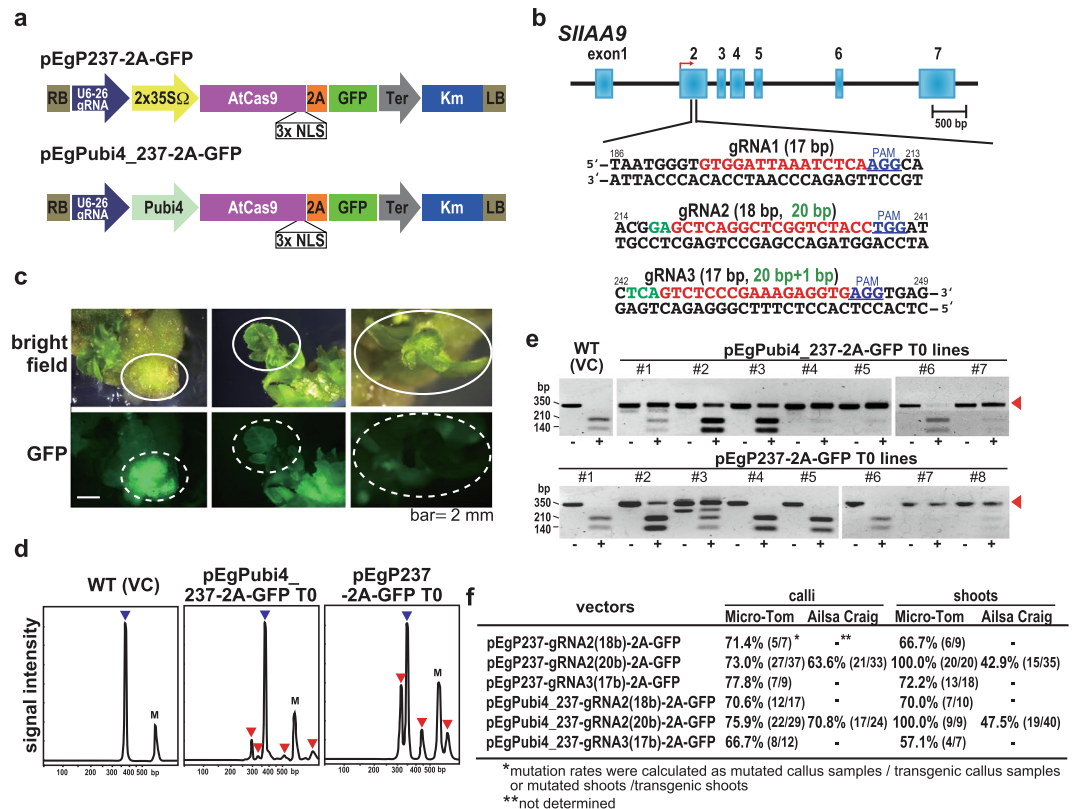 a
pEgP237-2A-GFP
RB U6-26 gRNA 2x35SΩ AtCas9 2A GFP Ter Km LB
3x NLS
pEgPubi4_237-2A-GFP
RB U6-26 gRNA Pubi4 AtCas9 2A GFP Ter Km LB
3x NLS
b
SlIAA9
exon1 2 3 4 5 6 7
500 bp
gRNA1 (17 bp) PAM
186 213
5‘–TAATGGGTGTGGATTAAATCTCAAGGCA
3‘–ATTACCCACACCTAACCCAGAGTTCCGT
gRNA2 (18 bp, 20 bp) PAM
214 241
ACGGAGCTCAGGCTCGGTCTACCTGGAT
TGCCTCGAGTCCGAGCCAGATGGACCTA
gRNA3 (17 bp, 20 bp+1 bp) PAM
242 249
CTCAGTCTCCCGAAAGAGGTGAGGTGAG–3‘
GAGTCAGAGGGCTTTCTCCACTCCACTC–5‘
c
bright field
GFP
bar= 2 mm
d
WT (VC)
pEgPubi4_
237-2A-GFP T0
pEgP237
-2A-GFP T0
signal intensity
M M M
100 200 300 400 500 bp 100 200 300 400 500 bp 100 200 300 400 500 bp
e
WT (VC)
pEgPubi4_237-2A-GFP T0 lines
#1 #2 #3 #4 #5 #6 #7
bp
350
210
140
- + - + - + - + - + - + - + - +
pEgP237-2A-GFP T0 lines
#1 #2 #3 #4 #5 #6 #7 #8
bp
350
210
140
- + - + - + - + - + - + - + - +
f
vectors calli shoots
Micro-Tom Ailsa Craig Micro-Tom Ailsa Craig
pEgP237-gRNA2(18b)-2A-GFP 71.4% (5/7)* -** 66.7% (6/9) -
pEgP237-gRNA2(20b)-2A-GFP 73.0% (27/37) 63.6% (21/33) 100.0% (20/20) 42.9% (15/35)
pEgP237-gRNA3(17b)-2A-GFP 77.8% (7/9) - 72.2% (13/18) -
pEgPubi4_237-gRNA2(18b)-2A-GFP 70.6% (12/17) - 70.0% (7/10) -
pEgPubi4_237-gRNA2(20b)-2A-GFP 75.9% (22/29) 70.8% (17/24) 100.0% (9/9) 47.5% (19/40)
pEgPubi4_237-gRNA3(17b)-2A-GFP 66.7% (8/12) - 57.1% (4/7) -
*mutation rates were calculated as mutated callus samples / transgenic callus samples
or mutated shoots /transgenic shoots
**not determined